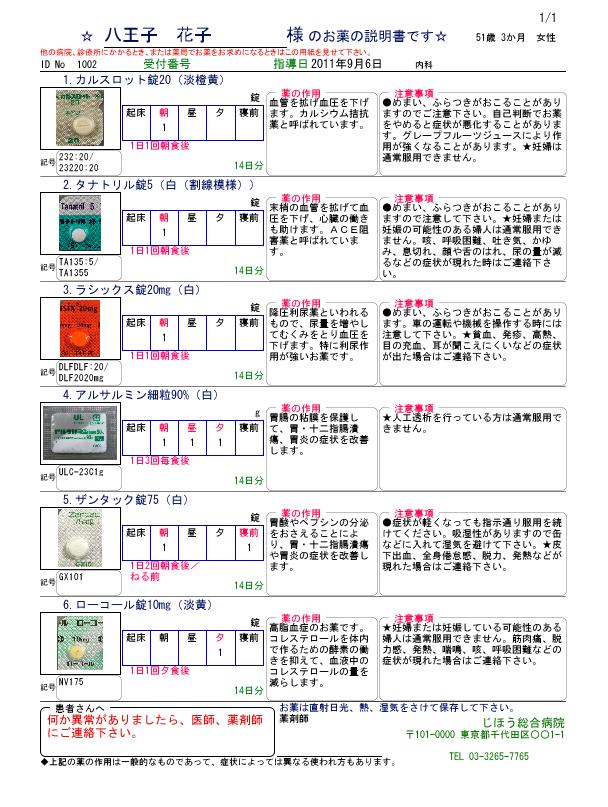 1/1
☆ 八王子 花子 様 のお薬の説明書です☆ 51歳 3か月 女性
他の病院、診療所にかかるとき、または薬局でお薬をお求めになるときはこの用紙を見せて下さい。
ID No 1002 受付番号 指導日 2011年9月6日 内科
1. カルスロット錠20（淡橙黄）
錠
起床 朝 昼 夕 寝前
1
1日1回朝食後
14日分
記号 232:20/
23220:20
薬の作用
血管を拡げ血圧を下げ
ます。カルシウム拮抗
薬と呼ばれています。
注意事項
●めまい、ふらつきがおこることがあり
ますのでご注意下さい。自己判断でお薬
をやめると症状が悪化することがありま
す。グレープフルーツジュースにより作
用が強くなることがあります。★妊婦は
通常服用できません。
2. タナトリル錠5（白（割線模様））
錠
起床 朝 昼 夕 寝前
1
1日1回朝食後
14日分
記号 TA135:5/
TA1355
薬の作用
末梢の血管を拡げて血
圧を下げ、心臓の働き
も助けます。ACE阻
害薬と呼ばれていま
す。
注意事項
●めまい、ふらつきがおこることがあり
ますので注意して下さい。★妊婦または
妊娠の可能性のある婦人は通常服用でき
ません。咳、呼吸困難、吐き気、かゆ
み、息切れ、顔や舌のはれ、尿の量が減
るなどの症状が現れた時はご連絡下さ
い。
3. ラシックス錠20mg（白）
錠
起床 朝 昼 夕 寝前
1
1日1回朝食後
14日分
記号 DLFDLF:20/
DLF2020mg
薬の作用
降圧利尿薬といわれる
もので、尿量を増やし
てむくみをとり血圧を
下げます。特に利尿作
用が強いお薬です。
注意事項
●めまい、ふらつきがおこることがあり
ます。車の運転や機械を操作する時には
注意して下さい。★貧血、発疹、高熱、
目の充血、耳が聞こえにくいなどの症状
が出た場合はご連絡下さい。
4. アルサルミン細粒90%（白）
g
起床 朝 昼 夕 寝前
1 1 1
1日3回毎食後
14日分
記号 ULC-23C1g
薬の作用
胃腸の粘膜を保護し
て、胃・十二指腸潰
瘍、胃炎の症状を改善
します。
注意事項
★人工透析を行っている方は通常服用で
きません。
5. ザンタック錠75（白）
錠
起床 朝 昼 夕 寝前
1 1
1日2回朝食後／
ねる前
14日分
記号 GX101
薬の作用
胃酸やペプシンの分泌
をおさえることによ
り、胃・十二指腸潰瘍
や胃炎の症状を改善し
ます。
注意事項
●症状が軽くなっても指示通り服用を続
けてください。吸湿性がありますので缶
などに入れて湿気を避けて下さい。★皮
下出血、全身倦怠感、脱力、発熱などが
現れた場合はご連絡下さい。
6. ローコール錠10mg（淡黄）
錠
起床 朝 昼 夕 寝前
1
1日1回夕食後
14日分
記号 NV175
薬の作用
高脂血症のお薬です。
コレステロールを体内
で作るための酵素の働
きを抑えて、血液中の
コレステロールの量を
減らします。
注意事項
★妊婦または妊娠している可能性のある
婦人は通常服用できません。筋肉痛、脱
力感、発熱、喘鳴、咳、呼吸困難などの
症状が現れた場合はご連絡下さい。
患者さんへ
何か異常がありましたら、医師、薬剤師
にご連絡下さい。
お薬は直射日光、熱、湿気をさけて保存して下さい。
薬剤師
じほう総合病院
〒101-0000 東京都千代田区○○1-1
TEL 03-3265-7765
◆上記の薬の作用は一般的なものであって、症状によっては異なる使われ方もあります。